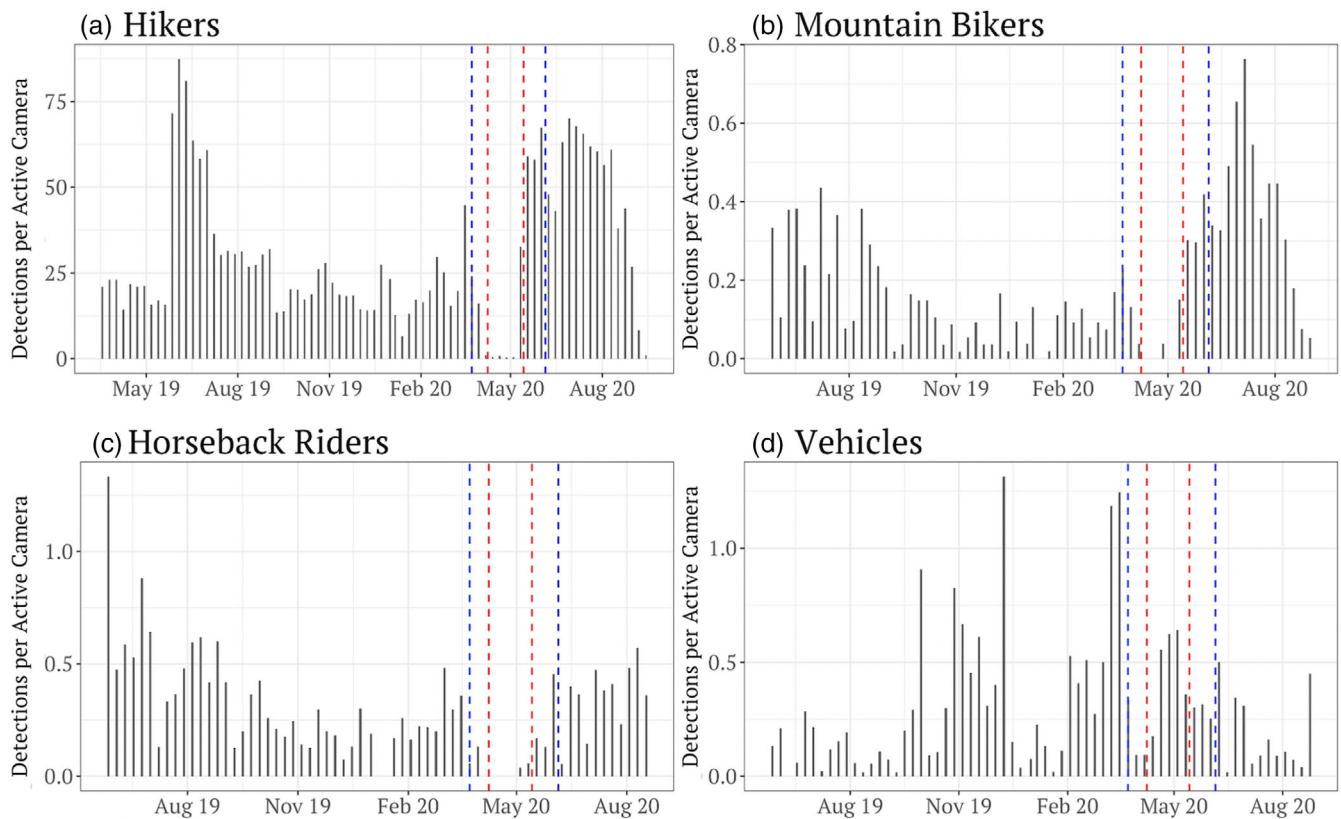 (a) Hikers
Detections per Active Camera
75
50
25
0
May 19 Aug 19 Nov 19 Feb 20 May 20 Aug 20
(b) Mountain Bikers
Detections per Active Camera
0.8
0.6
0.4
0.2
0.0
Aug 19 Nov 19 Feb 20 May 20 Aug 20
(c) Horseback Riders
Detections per Active Camera
1.0
0.5
0.0
Aug 19 Nov 19 Feb 20 May 20 Aug 20
(d) Vehicles
Detections per Active Camera
1.0
0.5
0.0
Aug 19 Nov 19 Feb 20 May 20 Aug 20